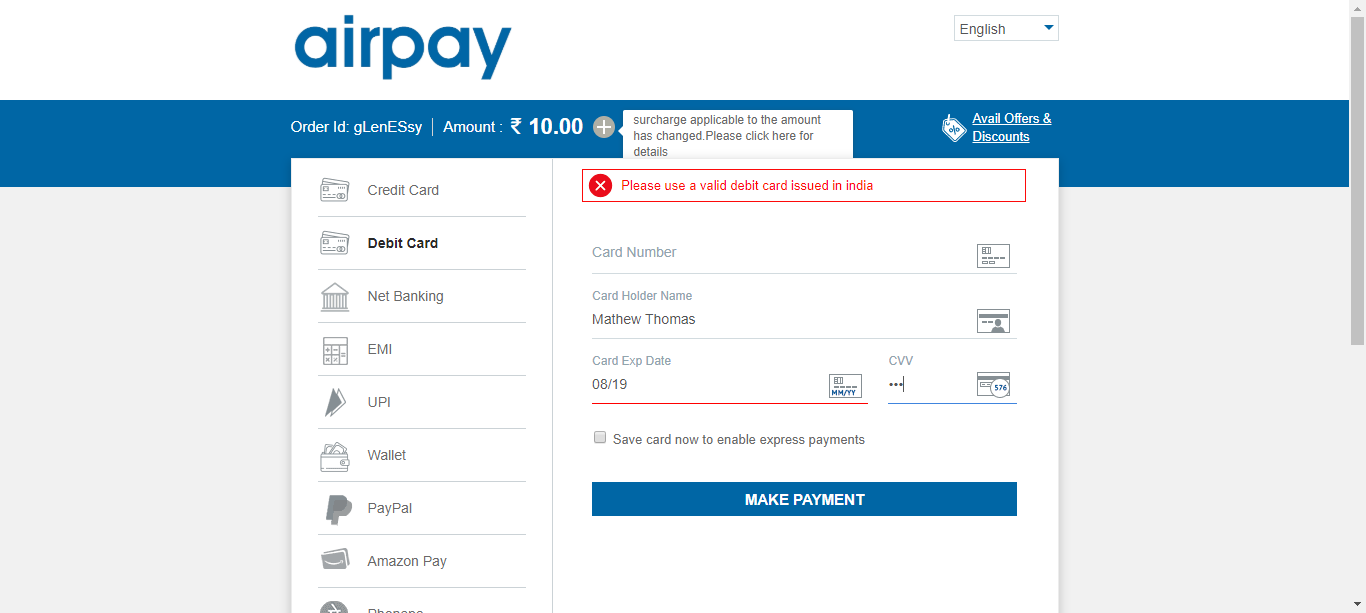 airpay
English
Order Id: gLenESsy | Amount : ₹ 10.00
surcharge applicable to the amount
has changed.Please click here for
details
Avail Offers &
Discounts
Credit Card
Debit Card
Net Banking
EMI
UPI
Wallet
PayPal
Amazon Pay
Phonepe
Please use a valid debit card issued in india
Card Number
Card Holder Name
Mathew Thomas
Card Exp Date
08/19
MM/YY
CVV
•••
576
Save card now to enable express payments
MAKE PAYMENT